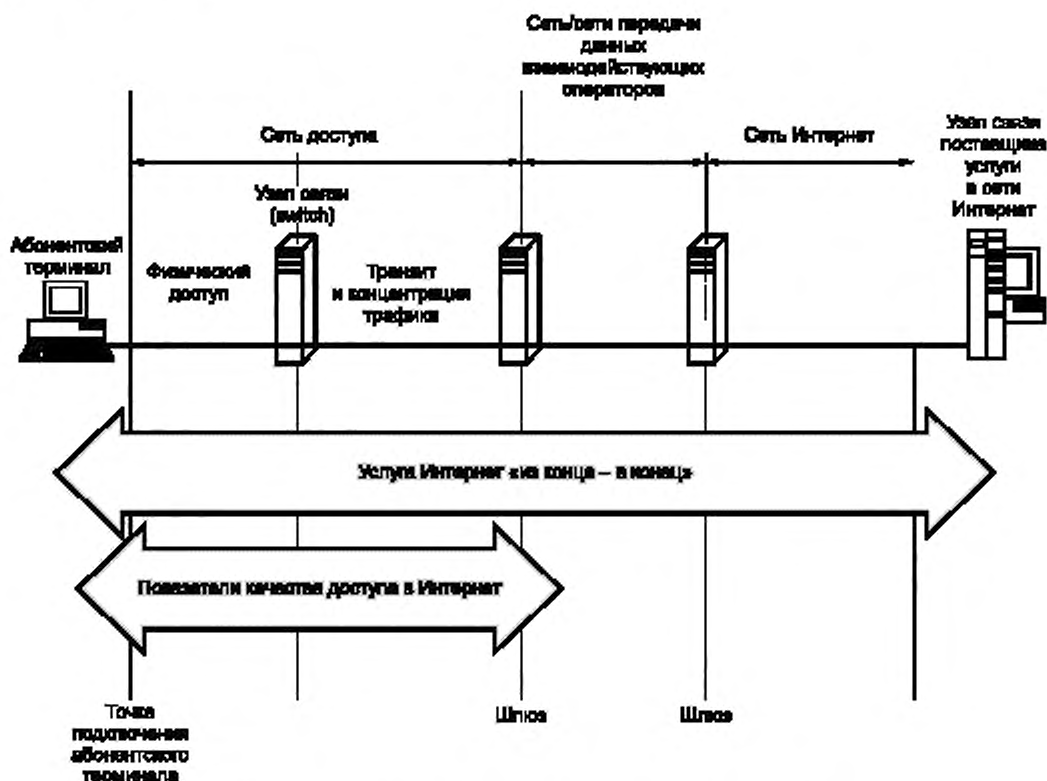 Сеть/сети передачи
данных
взаимодействующих
операторов
Сеть доступа
Сеть Интернет
Узел связи
поставщика
услуги
в сети
Интернет
Узел связи
(switch)
Абонентский
терминал
Физический
доступ
Транзит
и концентрация
трафика
Услуга Интернет «из конца – в конец»
Показатели качества доступа в Интернет
Точка
подключения
абонентского
терминала
Шлюз
Шлюз